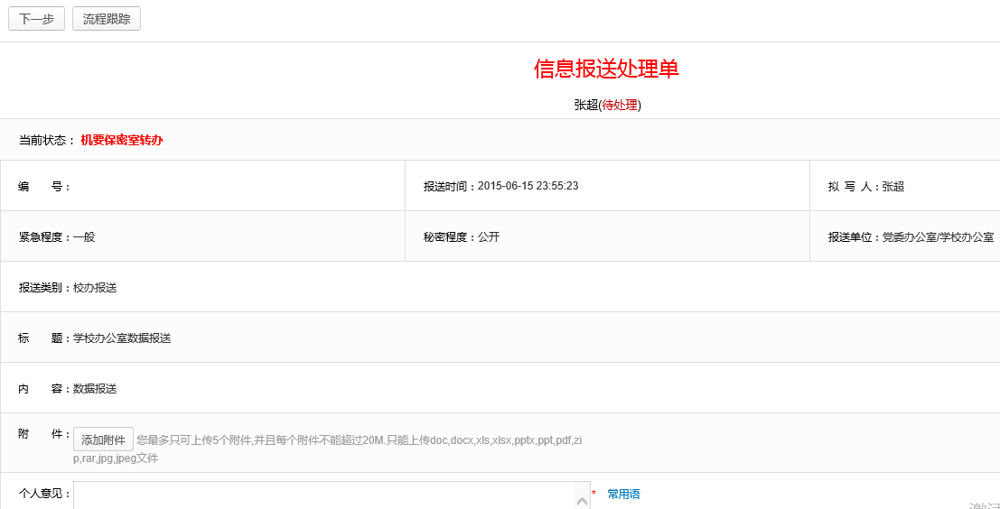 下一步 流程跟踪
信息报送处理单
张超(待处理)
当前状态： 机要保密室转办
编 号： 报送时间：2015-06-15 23:55:23 拟 写 人：张超
紧急程度：一般 秘密程度：公开 报送单位：党委办公室/学校办公室
报送类别：校办报送
标 题：学校办公室数据报送
内 容：数据报送
附 件： 添加附件 您最多只可上传5个附件,并且每个附件不能超过20M.只能上传doc,docx,xls,xlsx,pptx,ppt,pdf,zi
p,rar,jpg,jpeg文件
个人意见： * 常用语